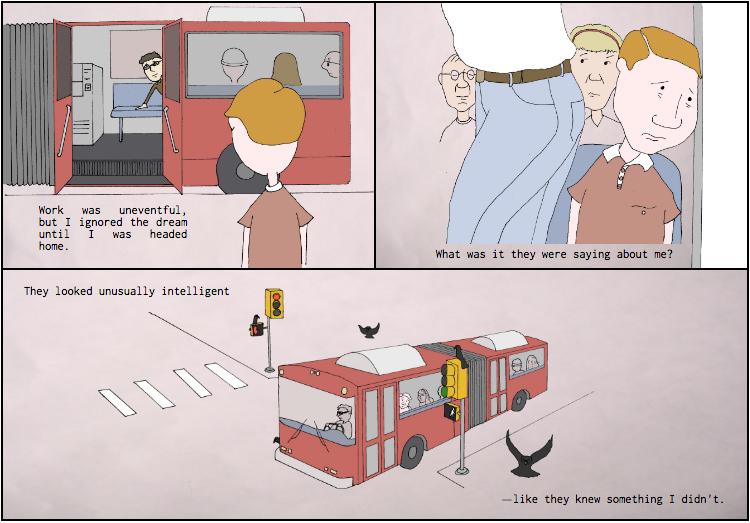 Work was uneventful,
but I ignored the dream
until I was headed
home.
What was it they were saying about me?
They looked unusually intelligent
—like they knew something I didn't.